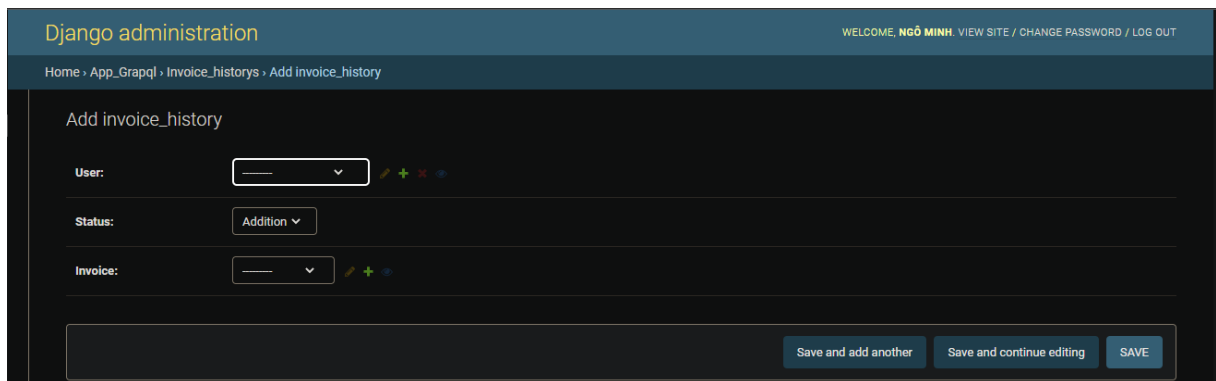 Django administration
WELCOME, NGÔ MINH. VIEW SITE / CHANGE PASSWORD / LOG OUT
Home › App_Grapql › Invoice_historys › Add invoice_history
Add invoice_history
User: ---------
Status: Addition
Invoice: ---------
Save and add another Save and continue editing SAVE